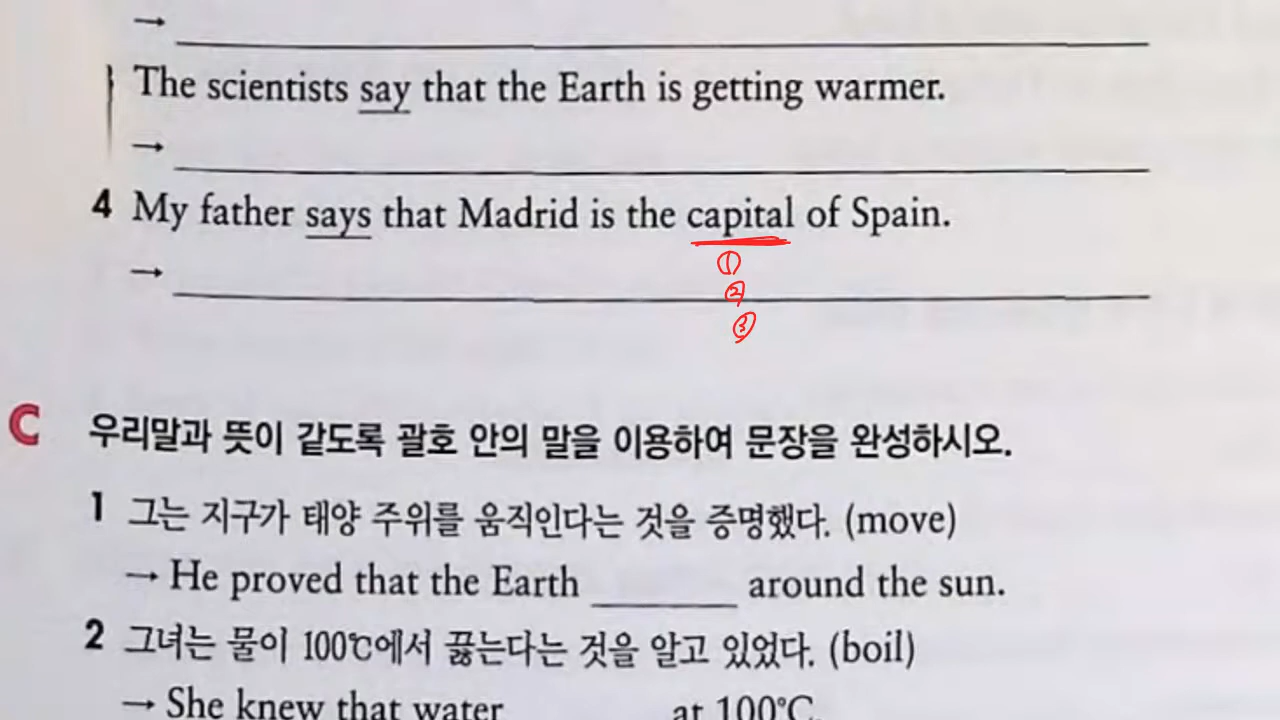 →
The scientists say that the Earth is getting warmer.
→
4 My father says that Madrid is the capital of Spain.
①
→
②
③
C 우리말과 뜻이 같도록 괄호 안의 말을 이용하여 문장을 완성하시오.
1 그는 지구가 태양 주위를 움직인다는 것을 증명했다. (move)
→ He proved that the Earth ________ around the sun.
2 그녀는 물이 100℃에서 끓는다는 것을 알고 있었다. (boil)
→ She knew that water ________ at 100℃.